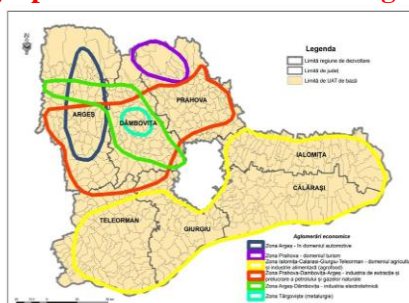 Legenda
Limită regiune de dezvoltare
Limită de județ
Limită de UAT de bază
PRAHOVA
ARGEȘ
DÂMBOVIȚA
IALOMIȚA
CĂLĂRAȘI
TELEORMAN
GIURGIU
Aglomerări economice
Zona Argeș - în domeniul automotive
Zona Prahova - domeniul turism
Zona Ialomița-Călărași-Giurgiu-Teleorman - domeniul agricultură
și industrie alimentară (agrofood)
Zona Prahova-Dâmbovița-Argeș - industria de extracție și
prelucrare a petrolului și gazelor naturale
Zona Argeș-Dâmbovița - industria electrotehnică
Zona Târgoviște (metalurgie)